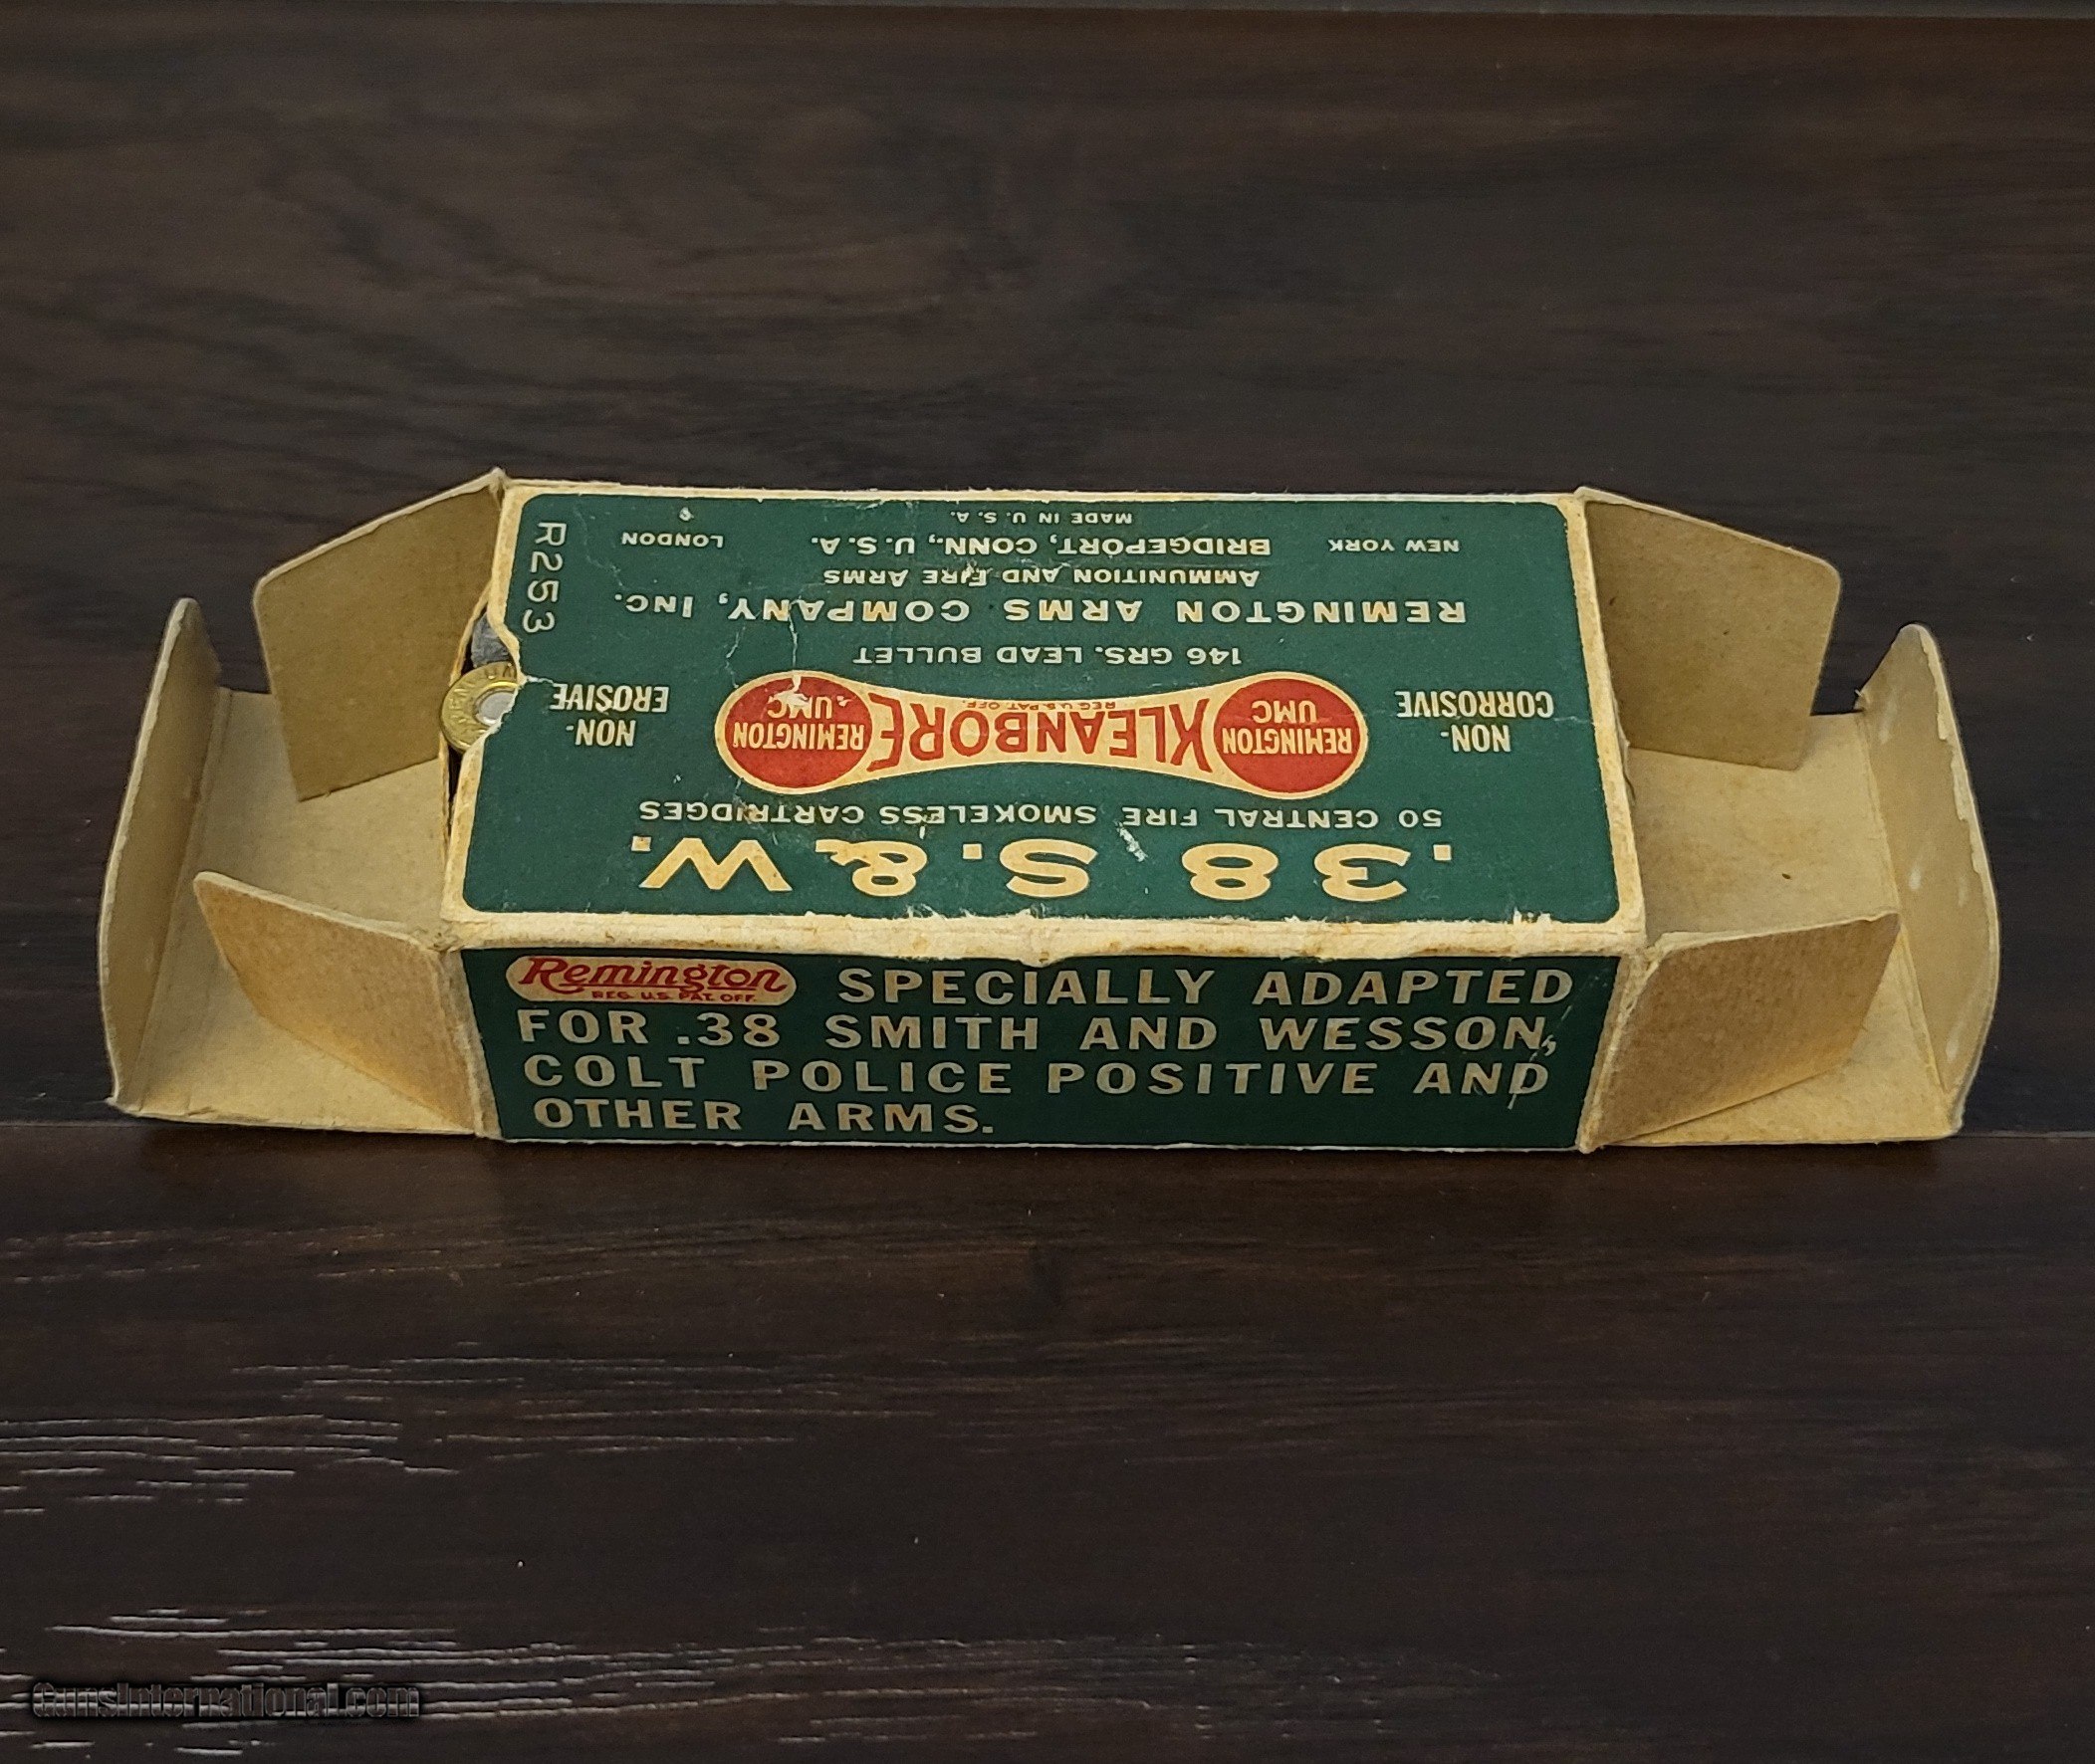 .38 S. & W.
50 CENTRAL FIRE SMOKELESS CARTRIDGES
NON-
CORROSIVE
REMINGTON
UMC
KLEANBORE
REG. U.S. PAT. OFF.
REMINGTON
UMC
NON-
EROSIVE
146 GRS. LEAD BULLET
REMINGTON ARMS COMPANY, INC.
AMMUNITION AND FIRE ARMS
NEW YORK BRIDGEPORT, CONN., U.S.A. LONDON
MADE IN U.S.A.
R253
Remington
REG. U.S. PAT. OFF.
SPECIALLY ADAPTED
FOR .38 SMITH AND WESSON,
COLT POLICE POSITIVE AND
OTHER ARMS.
GunsInternational.com